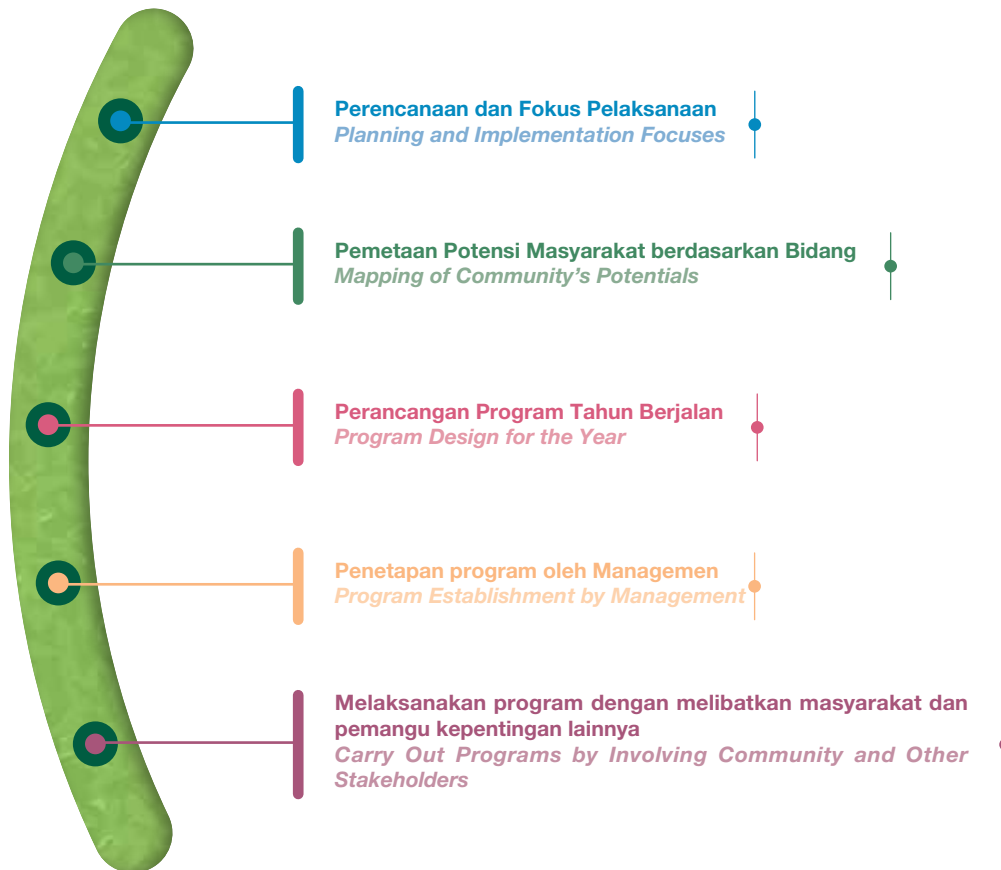 Perencanaan dan Fokus Pelaksanaan
Planning and Implementation Focuses
Pemetaan Potensi Masyarakat berdasarkan Bidang
Mapping of Community's Potentials
Perancangan Program Tahun Berjalan
Program Design for the Year
Penetapan program oleh Managemen
Program Establishment by Management
Melaksanakan program dengan melibatkan masyarakat dan
pemangu kepentingan lainnya
Carry Out Programs by Involving Community and Other
Stakeholders